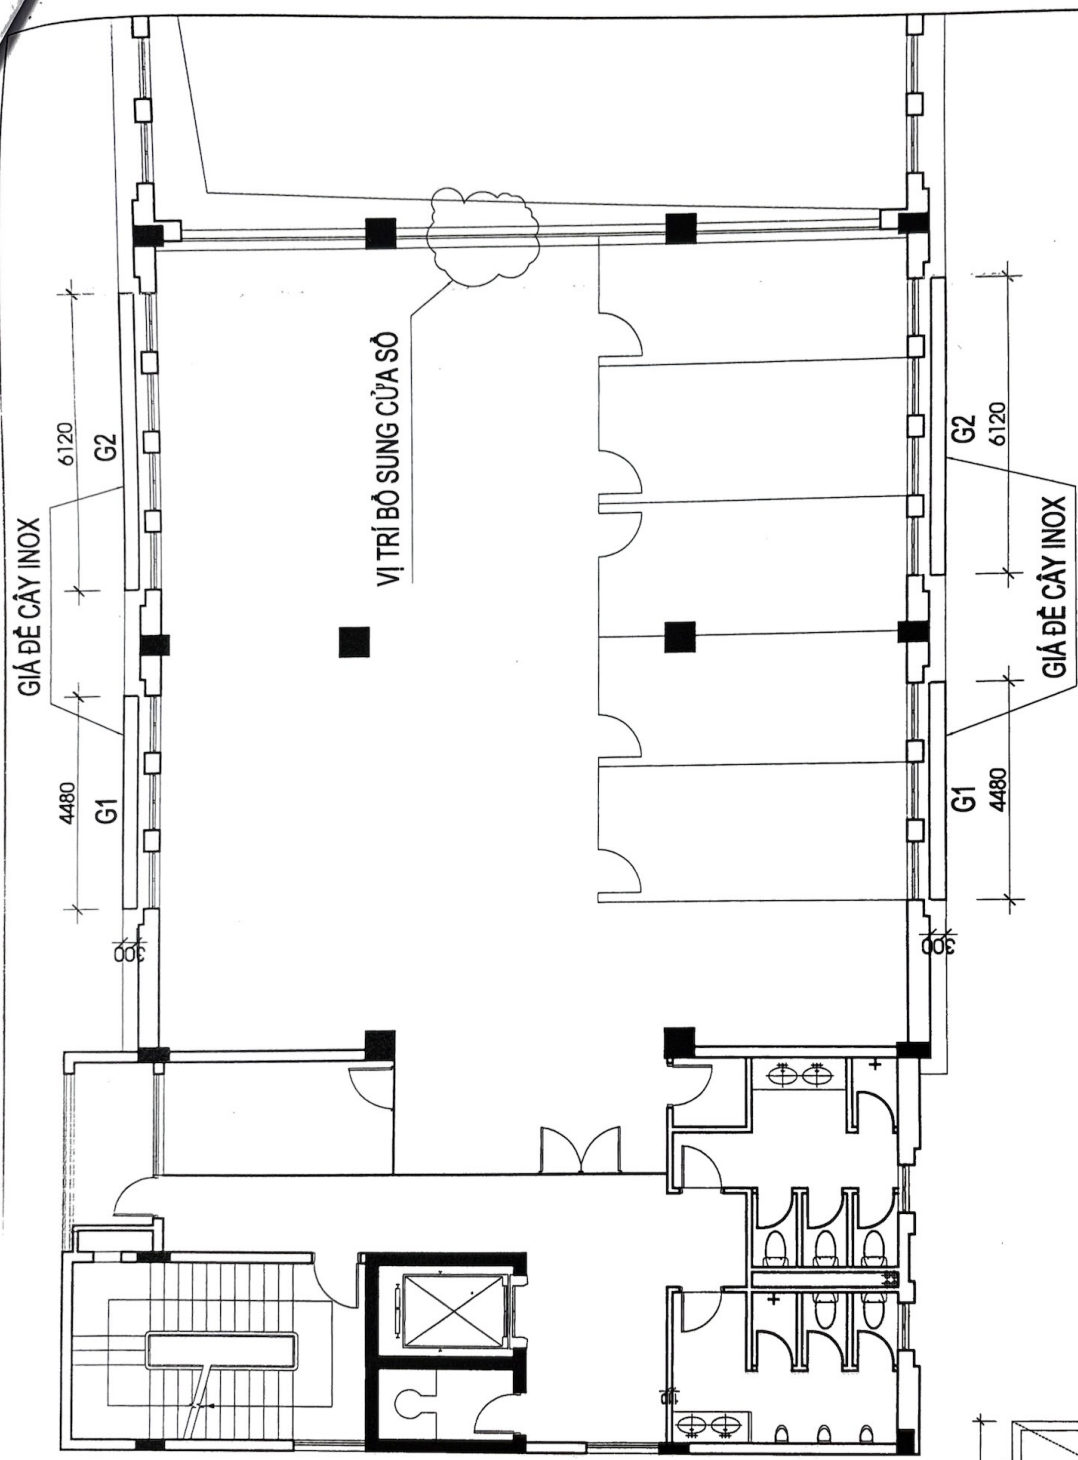 GIÁ ĐỂ CÂY INOX
6120
G2
4480
G1
300
VỊ TRÍ BỔ SUNG CỬA SỔ
G2
6120
G1
4480
300
GIÁ ĐỂ CÂY INOX